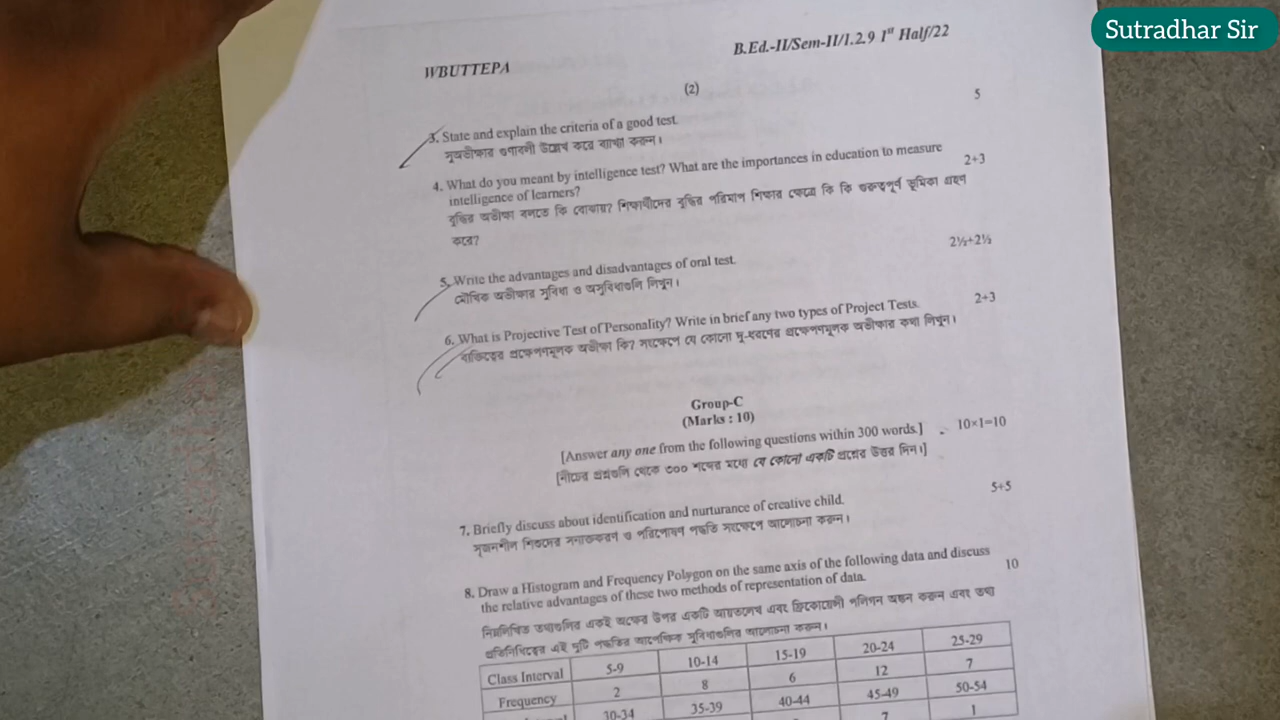 Sutradhar Sir
WBUTTEPA
B.Ed.-II/Sem-II/1.2.9 1st Half/22
(2)
3. State and explain the criteria of a good test. 5
সুঅভীক্ষার গুণাবলী উল্লেখ করে ব্যাখ্যা করুন।
4. What do you meant by intelligence test? What are the importances in education to measure 2+3
intelligence of learners?
বুদ্ধির অভীক্ষা বলতে কি বোঝায়? শিক্ষার্থীদের বুদ্ধির পরিমাপ শিক্ষার ক্ষেত্রে কি কি গুরুত্বপূর্ণ ভূমিকা গ্রহণ
করে?
5. Write the advantages and disadvantages of oral test. 2½+2½
মৌখিক অভীক্ষার সুবিধা ও অসুবিধাগুলি লিখুন।
6. What is Projective Test of Personality? Write in brief any two types of Project Tests. 2+3
ব্যক্তিত্বের প্রক্ষেপণমূলক অভীক্ষা কি? সংক্ষেপে যে কোনো দু-ধরণের প্রক্ষেপণমূলক অভীক্ষার কথা লিখুন।
Group-C
(Marks : 10)
[Answer any one from the following questions within 300 words.] 10×1=10
[নীচের প্রশ্নগুলি থেকে ৩০০ শব্দের মধ্যে যে কোনো একটি প্রশ্নের উত্তর দিন।]
7. Briefly discuss about identification and nurturance of creative child. 5+5
সৃজনশীল শিশুদের সনাক্তকরণ ও পরিপোষণ পদ্ধতি সংক্ষেপে আলোচনা করুন।
8. Draw a Histogram and Frequency Polygon on the same axis of the following data and discuss 10
the relative advantages of these two methods of representation of data.
নিম্নলিখিত তথ্যগুলির একই অক্ষের উপর একটি আয়তলেখ এবং ফ্রিকোয়েন্সী পলিগন অঙ্কন করুন এবং তথ্য
প্রতিনিধিত্বের এই দুটি পদ্ধতির আপেক্ষিক সুবিধাগুলির আলোচনা করুন।
Class Interval 5-9 10-14 15-19 20-24 25-29
Frequency 2 8 6 12 7
30-34 35-39 40-44 45-49 50-54
7 1